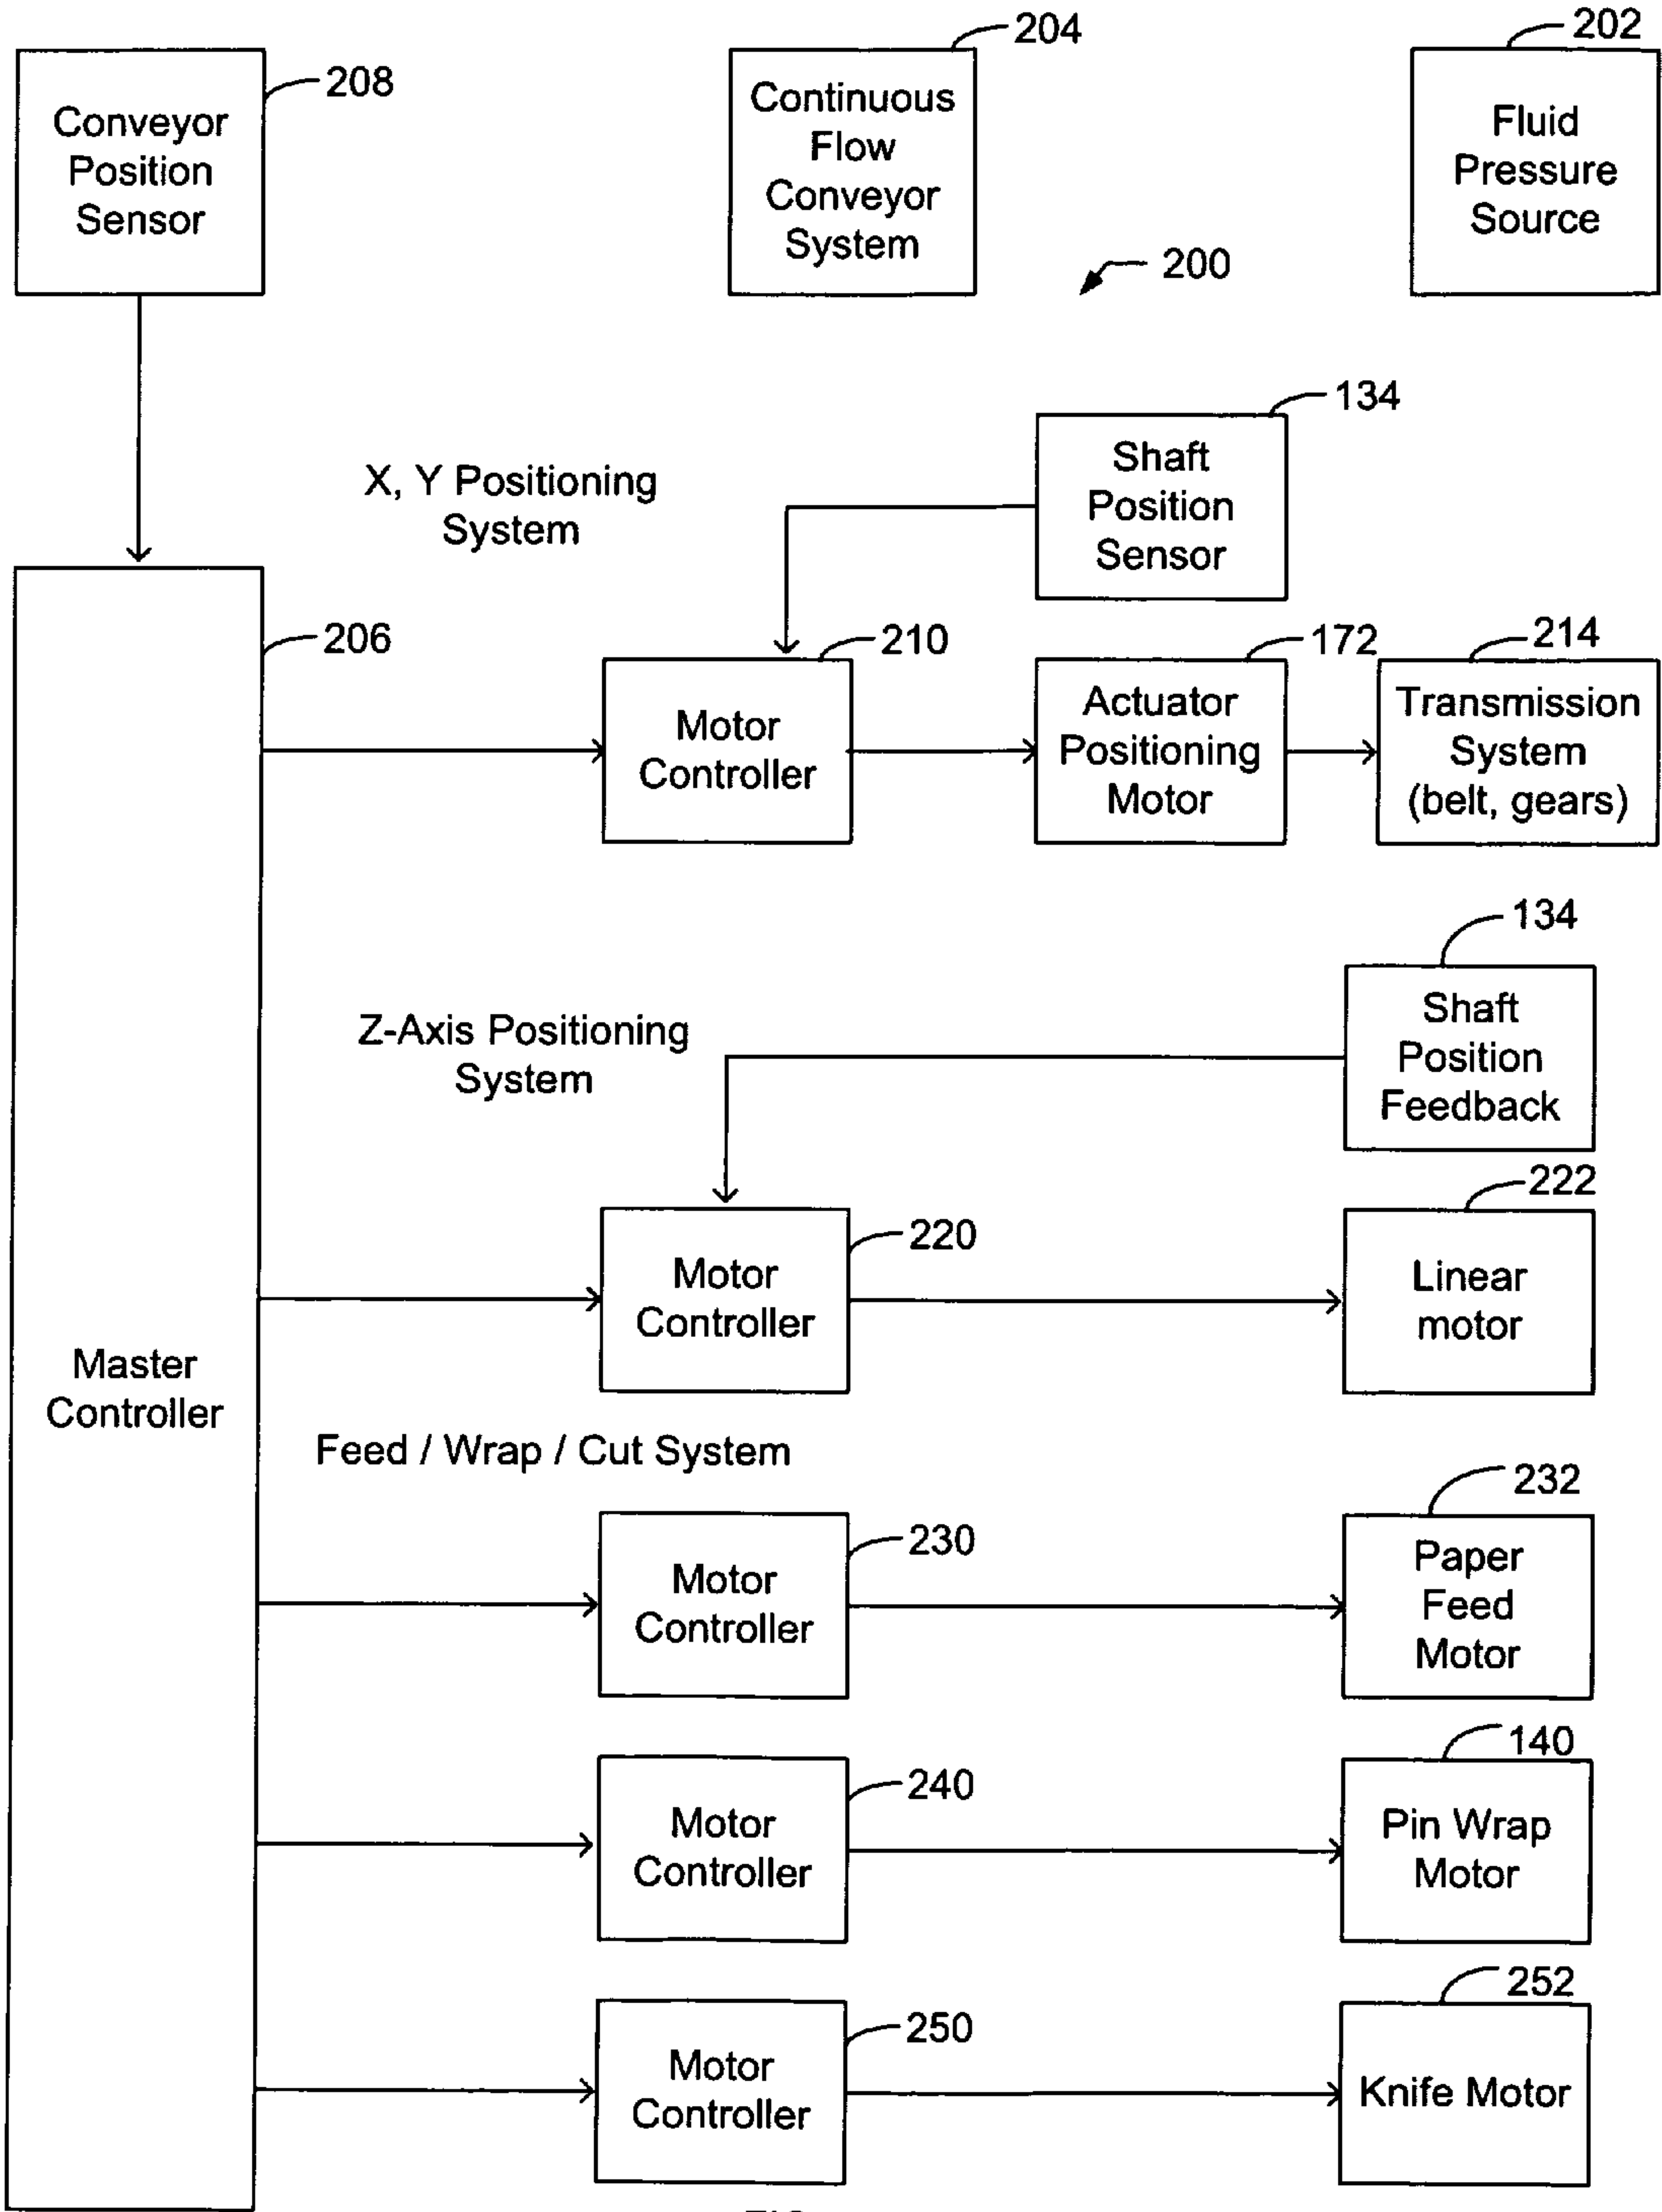 204
202
208
Conveyor
Position
Sensor
Continuous
Flow
Conveyor
System
Fluid
Pressure
Source
200
134
X, Y Positioning
System
Shaft
Position
Sensor
206
210
172
214
Motor
Controller
Actuator
Positioning
Motor
Transmission
System
(belt, gears)
134
Z-Axis Positioning
System
Shaft
Position
Feedback
222
220
Motor
Controller
Linear
motor
Master
Controller
Feed / Wrap / Cut System
232
230
Motor
Controller
Paper
Feed
Motor
140
240
Motor
Controller
Pin Wrap
Motor
252
250
Motor
Controller
Knife Motor